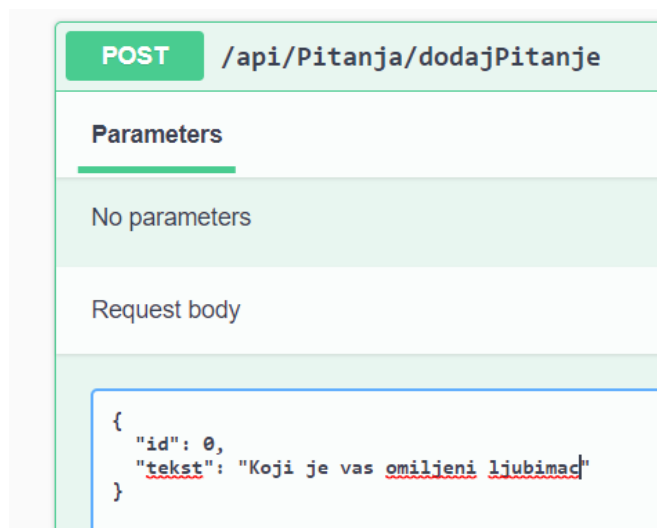 POST /api/Pitanja/dodajPitanje
Parameters
No parameters
Request body
{
"id": 0,
"tekst": "Koji je vas omiljeni ljubimac"
}